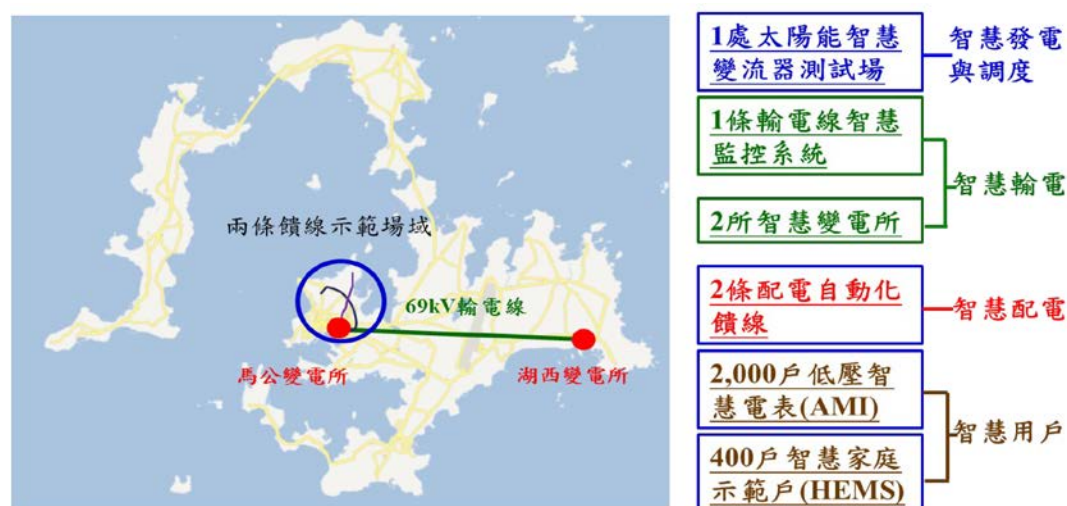 兩條饋線示範場域
69kV輸電線
馬公變電所
湖西變電所
1處太陽能智慧
變流器測試場
智慧發電
與調度
1條輸電線智慧
監控系統
2所智慧變電所
智慧輸電
2條配電自動化
饋線
智慧配電
2,000戶低壓智
慧電表(AMI)
400戶智慧家庭
示範戶(HEMS)
智慧用戶